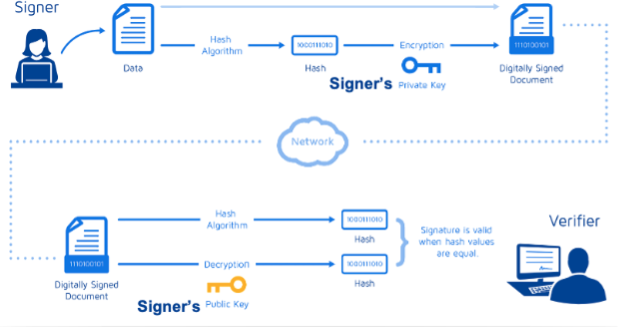 Signer
Data
Hash
Algorithm
1000111010
Hash
Encryption
Signer's Private Key
1110100101
Digitally Signed
Document
Network
1110100101
Digitally Signed
Document
Hash
Algorithm
1000111010
Hash
Decryption
Signer's Public Key
1000111010
Hash
Signature is valid
when hash values
are equal.
Verifier